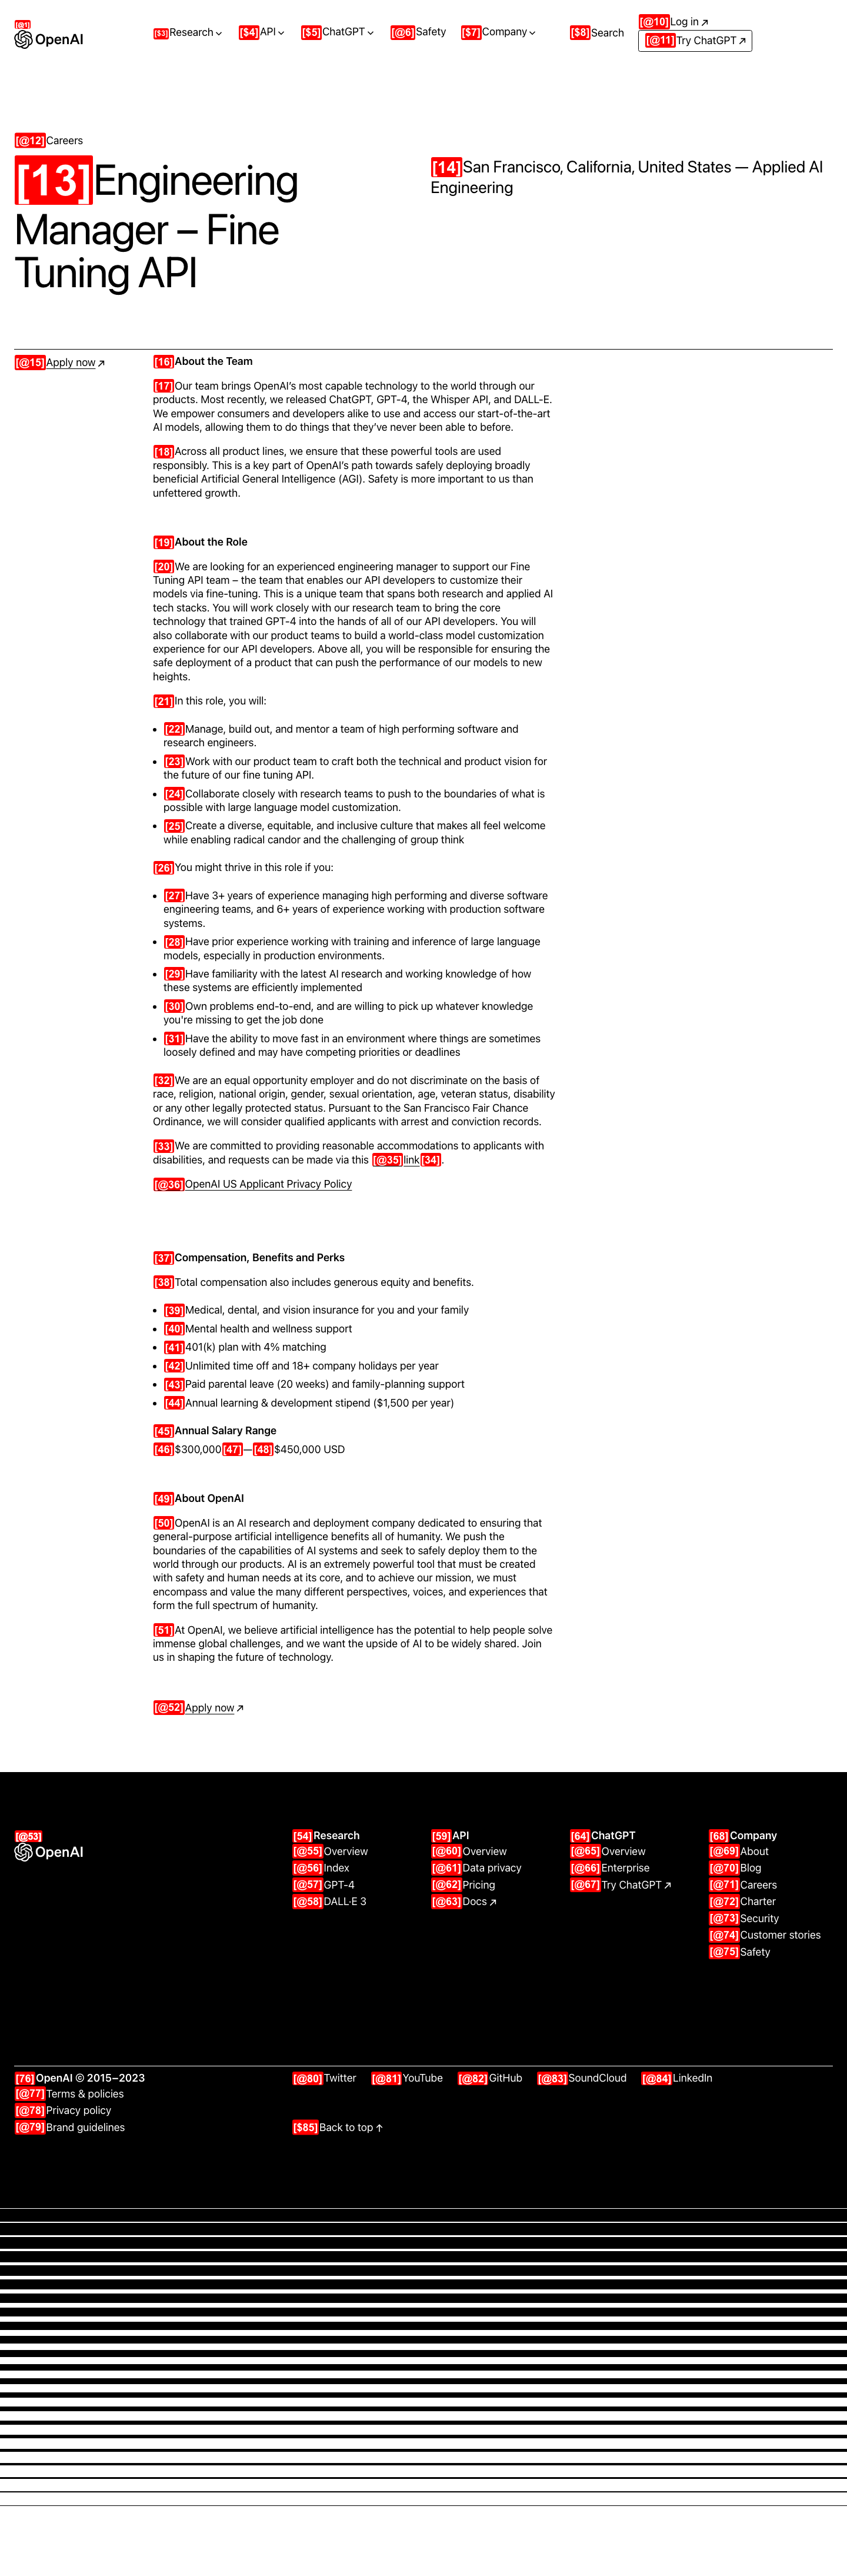 [@1]
OpenAI
[$3]Research
[$4]API
[$5]ChatGPT
[@6]Safety
[$7]Company
[$8]Search
[@10]Log in ↗
[@11]Try ChatGPT ↗
[@12]Careers
[13]Engineering
Manager – Fine
Tuning API
[14]San Francisco, California, United States — Applied AI
Engineering
[@15]Apply now ↗
[16]About the Team
[17]Our team brings OpenAI's most capable technology to the world through our
products. Most recently, we released ChatGPT, GPT-4, the Whisper API, and DALL-E.
We empower consumers and developers alike to use and access our start-of-the-art
AI models, allowing them to do things that they've never been able to before.
[18]Across all product lines, we ensure that these powerful tools are used
responsibly. This is a key part of OpenAI's path towards safely deploying broadly
beneficial Artificial General Intelligence (AGI). Safety is more important to us than
unfettered growth.
[19]About the Role
[20]We are looking for an experienced engineering manager to support our Fine
Tuning API team – the team that enables our API developers to customize their
models via fine-tuning. This is a unique team that spans both research and applied AI
tech stacks. You will work closely with our research team to bring the core
technology that trained GPT-4 into the hands of all of our API developers. You will
also collaborate with our product teams to build a world-class model customization
experience for our API developers. Above all, you will be responsible for ensuring the
safe deployment of a product that can push the performance of our models to new
heights.
[21]In this role, you will:
• [22]Manage, build out, and mentor a team of high performing software and
research engineers.
• [23]Work with our product team to craft both the technical and product vision for
the future of our fine tuning API.
• [24]Collaborate closely with research teams to push to the boundaries of what is
possible with large language model customization.
• [25]Create a diverse, equitable, and inclusive culture that makes all feel welcome
while enabling radical candor and the challenging of group think
[26]You might thrive in this role if you:
• [27]Have 3+ years of experience managing high performing and diverse software
engineering teams, and 6+ years of experience working with production software
systems.
• [28]Have prior experience working with training and inference of large language
models, especially in production environments.
• [29]Have familiarity with the latest AI research and working knowledge of how
these systems are efficiently implemented
• [30]Own problems end-to-end, and are willing to pick up whatever knowledge
you're missing to get the job done
• [31]Have the ability to move fast in an environment where things are sometimes
loosely defined and may have competing priorities or deadlines
[32]We are an equal opportunity employer and do not discriminate on the basis of
race, religion, national origin, gender, sexual orientation, age, veteran status, disability
or any other legally protected status. Pursuant to the San Francisco Fair Chance
Ordinance, we will consider qualified applicants with arrest and conviction records.
[33]We are committed to providing reasonable accommodations to applicants with
disabilities, and requests can be made via this [@35]link[34].
[@36]OpenAI US Applicant Privacy Policy
[37]Compensation, Benefits and Perks
[38]Total compensation also includes generous equity and benefits.
• [39]Medical, dental, and vision insurance for you and your family
• [40]Mental health and wellness support
• [41]401(k) plan with 4% matching
• [42]Unlimited time off and 18+ company holidays per year
• [43]Paid parental leave (20 weeks) and family-planning support
• [44]Annual learning & development stipend ($1,500 per year)
[45]Annual Salary Range
[46]$300,000[47]—[48]$450,000 USD
[49]About OpenAI
[50]OpenAI is an AI research and deployment company dedicated to ensuring that
general-purpose artificial intelligence benefits all of humanity. We push the
boundaries of the capabilities of AI systems and seek to safely deploy them to the
world through our products. AI is an extremely powerful tool that must be created
with safety and human needs at its core, and to achieve our mission, we must
encompass and value the many different perspectives, voices, and experiences that
form the full spectrum of humanity.
[51]At OpenAI, we believe artificial intelligence has the potential to help people solve
immense global challenges, and we want the upside of AI to be widely shared. Join
us in shaping the future of technology.
[@52]Apply now ↗
[@53]
OpenAI
[54]Research
[@55]Overview
[@56]Index
[@57]GPT-4
[@58]DALL·E 3
[59]API
[@60]Overview
[@61]Data privacy
[@62]Pricing
[@63]Docs ↗
[64]ChatGPT
[@65]Overview
[@66]Enterprise
[@67]Try ChatGPT ↗
[68]Company
[@69]About
[@70]Blog
[@71]Careers
[@72]Charter
[@73]Security
[@74]Customer stories
[@75]Safety
[76]OpenAI © 2015–2023
[@77]Terms & policies
[@78]Privacy policy
[@79]Brand guidelines
[@80]Twitter
[@81]YouTube
[@82]GitHub
[@83]SoundCloud
[@84]LinkedIn
[$85]Back to top ↑